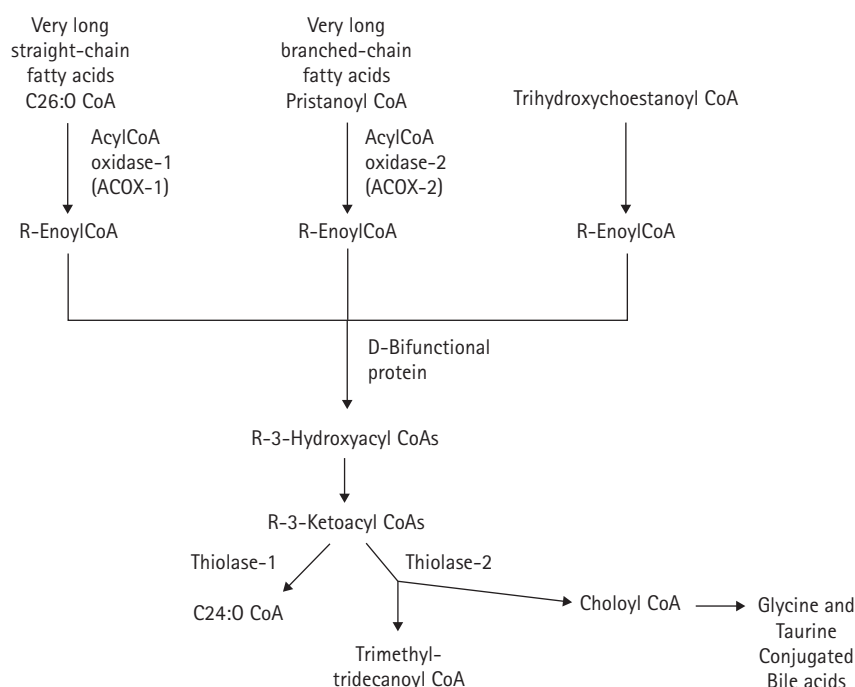 Very long
straight-chain
fatty acids
C26:0 CoA
Very long
branched-chain
fatty acids
Pristanoyl CoA
Trihydroxychoestanoyl CoA
AcylCoA
oxidase-1
(ACOX-1)
AcylCoA
oxidase-2
(ACOX-2)
R-EnoylCoA
R-EnoylCoA
R-EnoylCoA
D-Bifunctional
protein
R-3-Hydroxyacyl CoAs
R-3-Ketoacyl CoAs
Thiolase-1
Thiolase-2
C24:0 CoA
Trimethyl-
tridecanoyl CoA
Choloyl CoA
Glycine and
Taurine
Conjugated
Bile acids